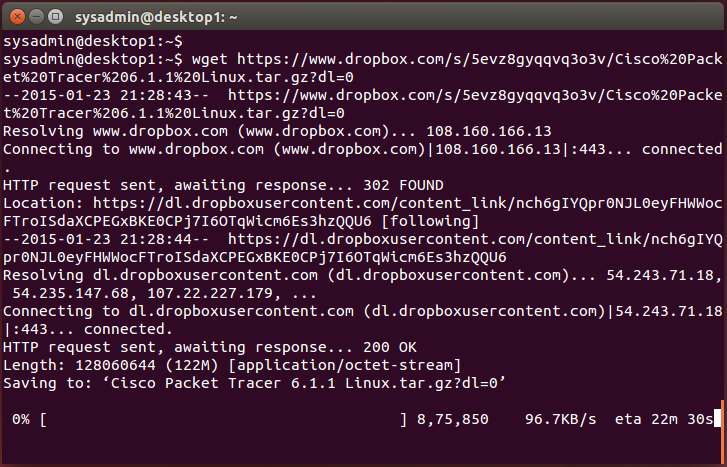 sysadmin@desktop1: ~
sysadmin@desktop1:~$
sysadmin@desktop1:~$ wget https://www.dropbox.com/s/5evz8gyqqvq3o3v/Cisco%20Pack
et%20Tracer%206.1.1%20Linux.tar.gz?dl=0
--2015-01-23 21:28:43--  https://www.dropbox.com/s/5evz8gyqqvq3o3v/Cisco%20Packe
t%20Tracer%206.1.1%20Linux.tar.gz?dl=0
Resolving www.dropbox.com (www.dropbox.com)... 108.160.166.13
Connecting to www.dropbox.com (www.dropbox.com)|108.160.166.13|:443... connected
.
HTTP request sent, awaiting response... 302 FOUND
Location: https://dl.dropboxusercontent.com/content_link/nch6gIYQpr0NJL0eyFHWWoc
FTroISdaXCPEGxBKE0CPj7I6OTqWicm6Es3hzQQU6 [following]
--2015-01-23 21:28:44--  https://dl.dropboxusercontent.com/content_link/nch6gIYQ
pr0NJL0eyFHWWocFTroISdaXCPEGxBKE0CPj7I6OTqWicm6Es3hzQQU6
Resolving dl.dropboxusercontent.com (dl.dropboxusercontent.com)... 54.243.71.18,
 54.235.147.68, 107.22.227.179, ...
Connecting to dl.dropboxusercontent.com (dl.dropboxusercontent.com)|54.243.71.18
|:443... connected.
HTTP request sent, awaiting response... 200 OK
Length: 128060644 (122M) [application/octet-stream]
Saving to: ‘Cisco Packet Tracer 6.1.1 Linux.tar.gz?dl=0’
 0% [                                       ] 8,75,850    96.7KB/s  eta 22m 30s